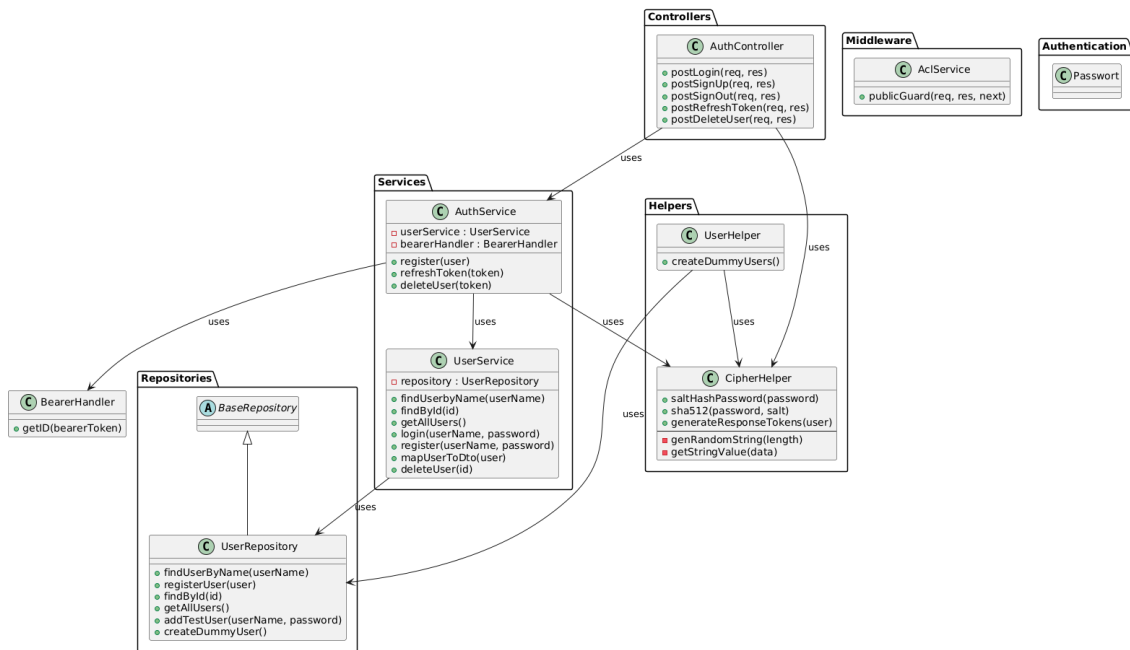 Controllers
C AuthController
postLogin(req, res)
postSignUp(req, res)
postSignOut(req, res)
postRefreshToken(req, res)
postDeleteUser(req, res)
Middleware
C AclService
publicGuard(req, res, next)
Authentication
C Passwort
uses
uses
Services
C AuthService
userService : UserService
bearerHandler : BearerHandler
register(user)
refreshToken(token)
deleteUser(token)
Helpers
C UserHelper
createDummyUsers()
uses
uses
uses
uses
uses
C UserService
repository : UserRepository
findUserbyName(userName)
findById(id)
getAllUsers()
login(userName, password)
register(userName, password)
mapUserToDto(user)
deleteUser(id)
C CipherHelper
saltHashPassword(password)
sha512(password, salt)
generateResponseTokens(user)
genRandomString(length)
getStringValue(data)
C BearerHandler
getID(bearerToken)
Repositories
A BaseRepository
uses
C UserRepository
findUserByName(userName)
registerUser(user)
findById(id)
getAllUsers()
addTestUser(userName, password)
createDummyUser()